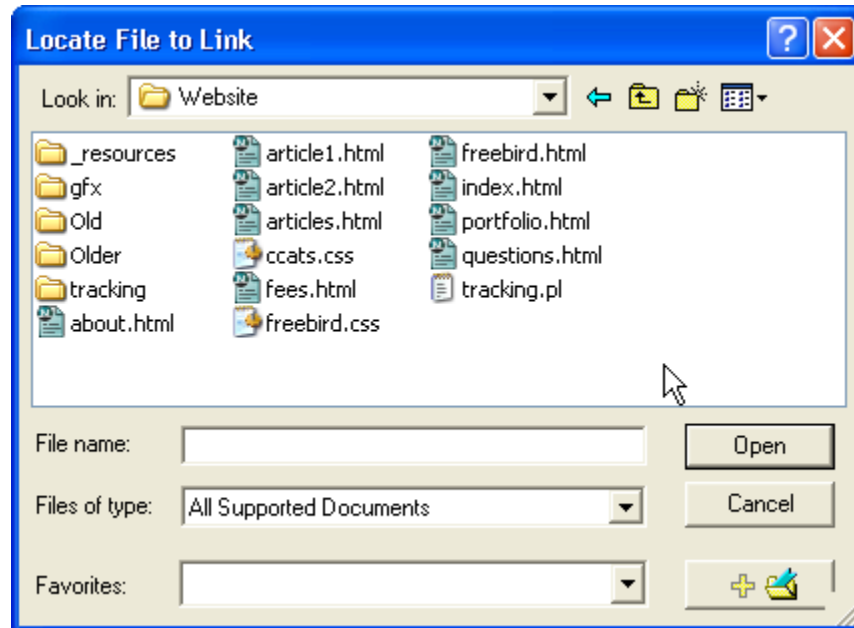 Locate File to Link
Look in: Website
_resources article1.html freebird.html
gfx article2.html index.html
Old articles.html portfolio.html
Older ccats.css questions.html
tracking fees.html tracking.pl
about.html freebird.css
File name: Open
Files of type: All Supported Documents Cancel
Favorites: